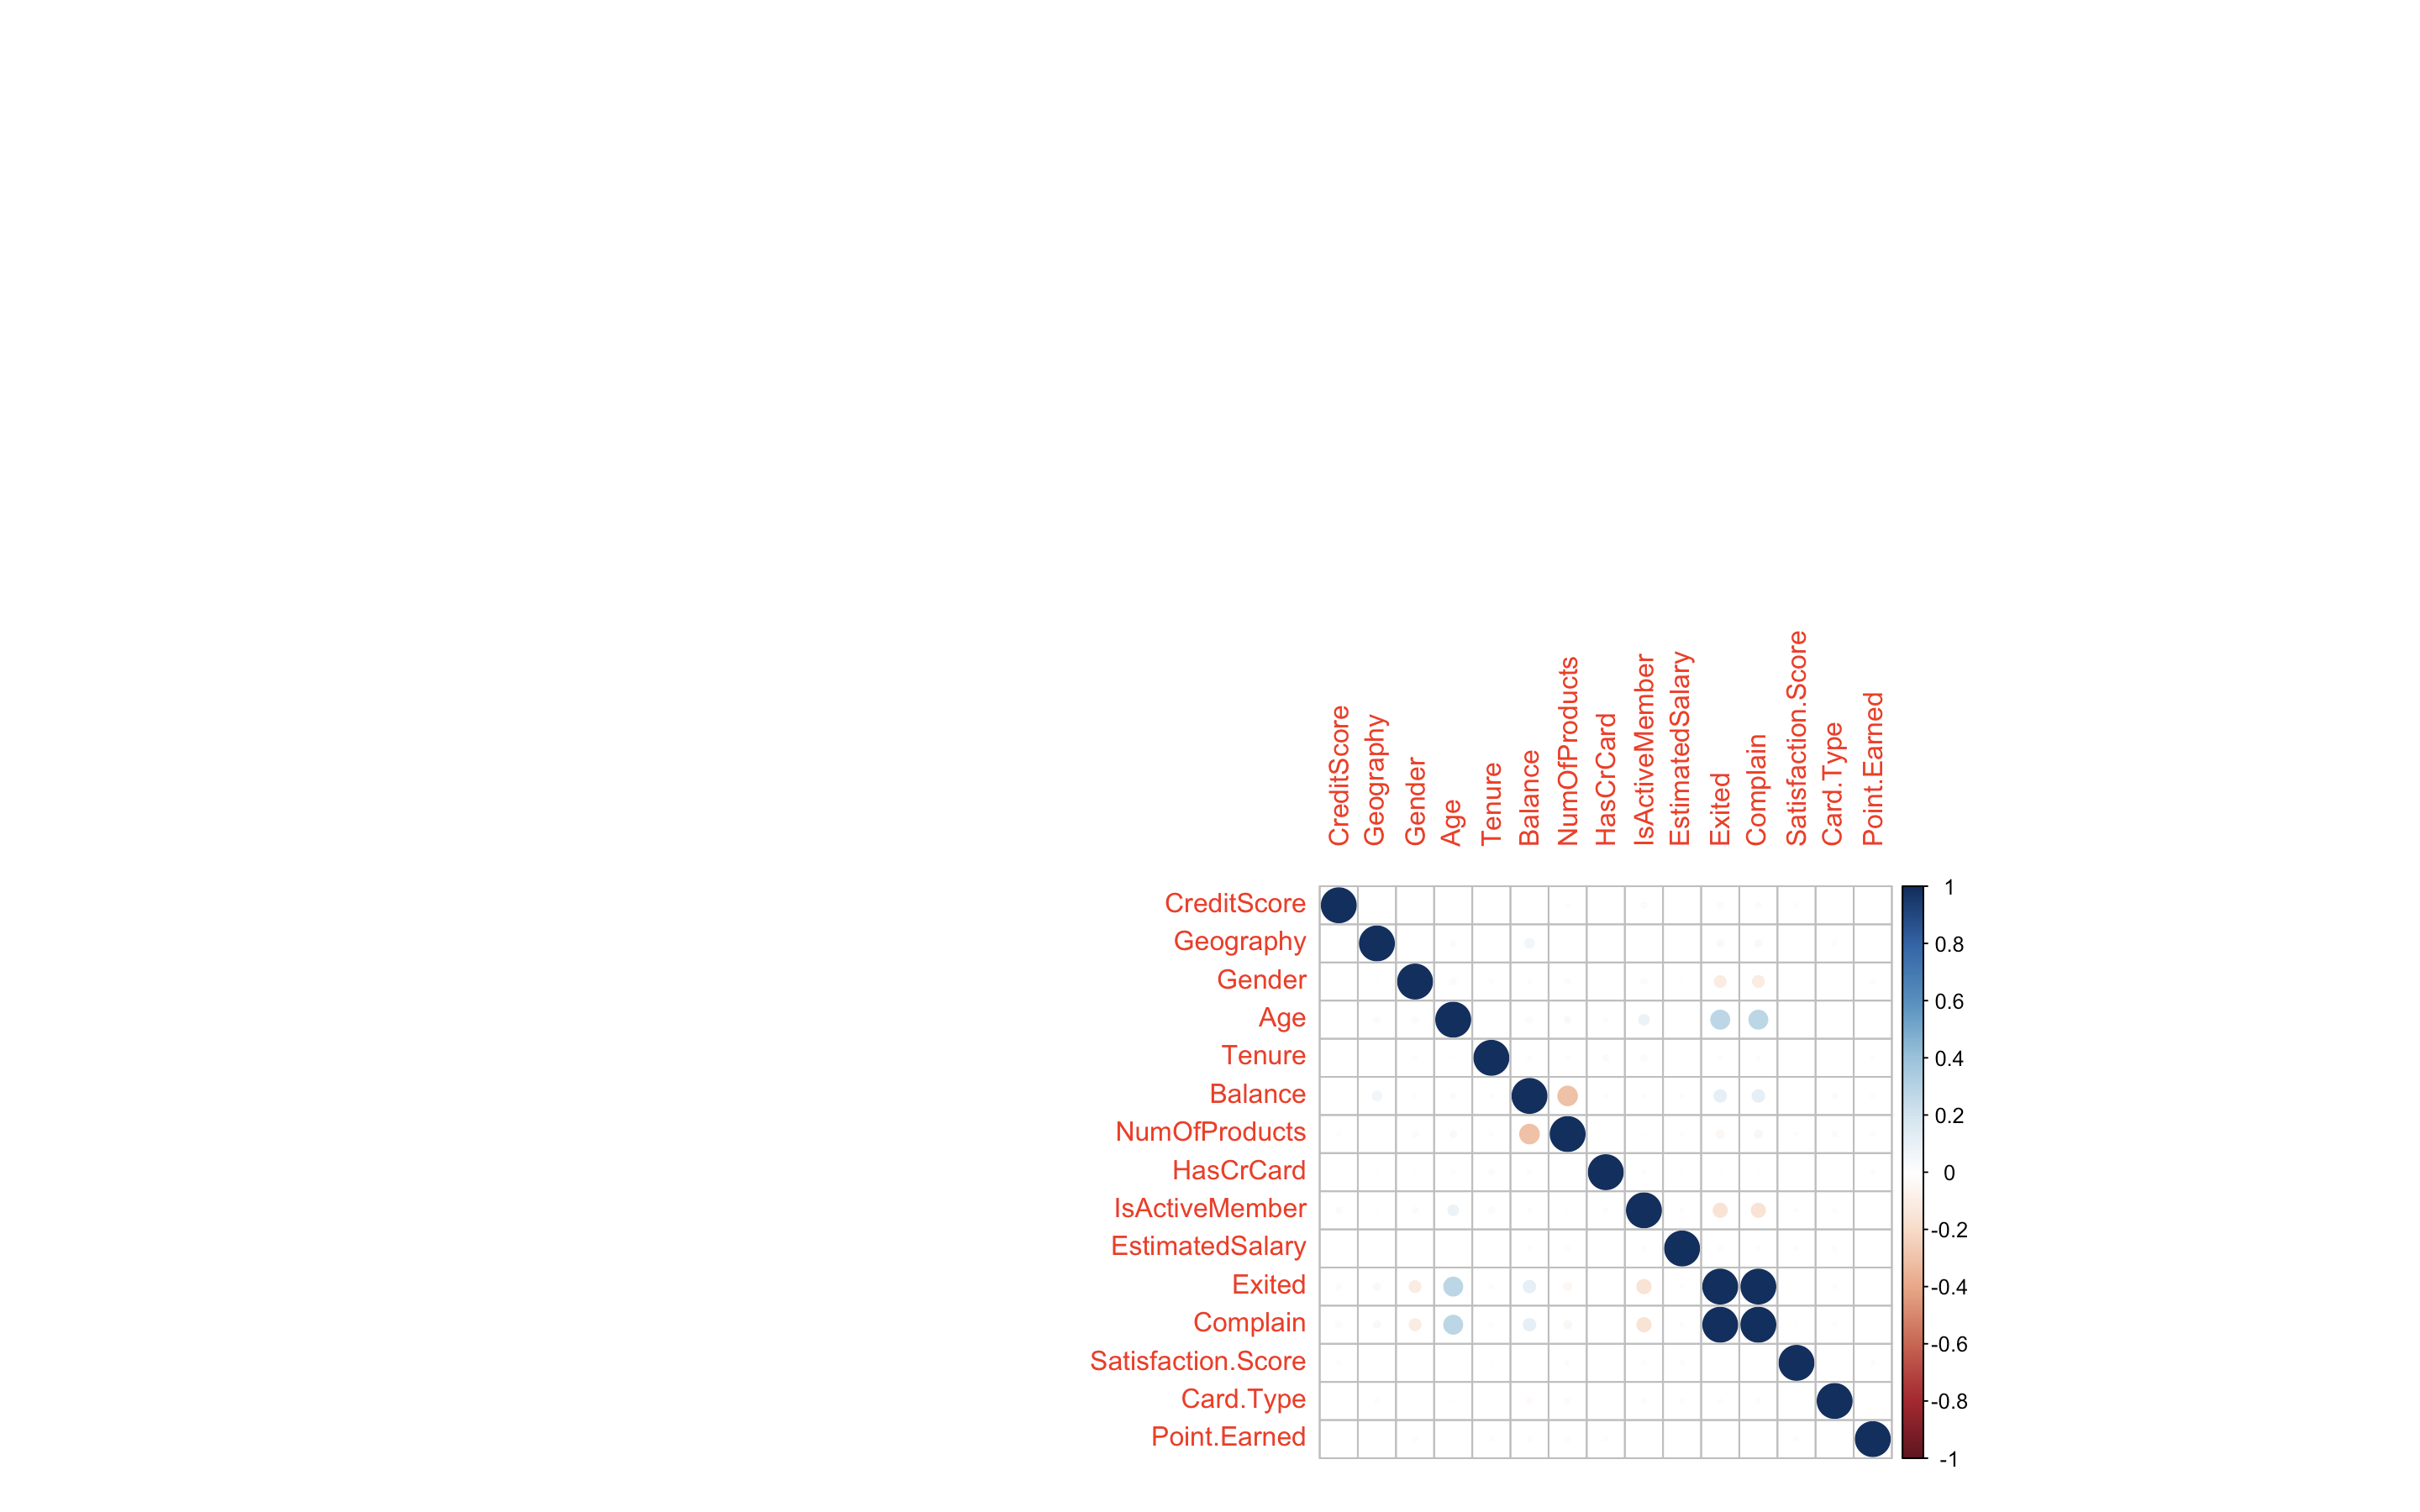 CreditScore
Geography
Gender
Age
Tenure
Balance
NumOfProducts
HasCrCard
IsActiveMember
EstimatedSalary
Exited
Complain
Satisfaction.Score
Card.Type
Point.Earned
CreditScore
Geography
Gender
Age
Tenure
Balance
NumOfProducts
HasCrCard
IsActiveMember
EstimatedSalary
Exited
Complain
Satisfaction.Score
Card.Type
Point.Earned
1
0.8
0.6
0.4
0.2
0
-0.2
-0.4
-0.6
-0.8
-1